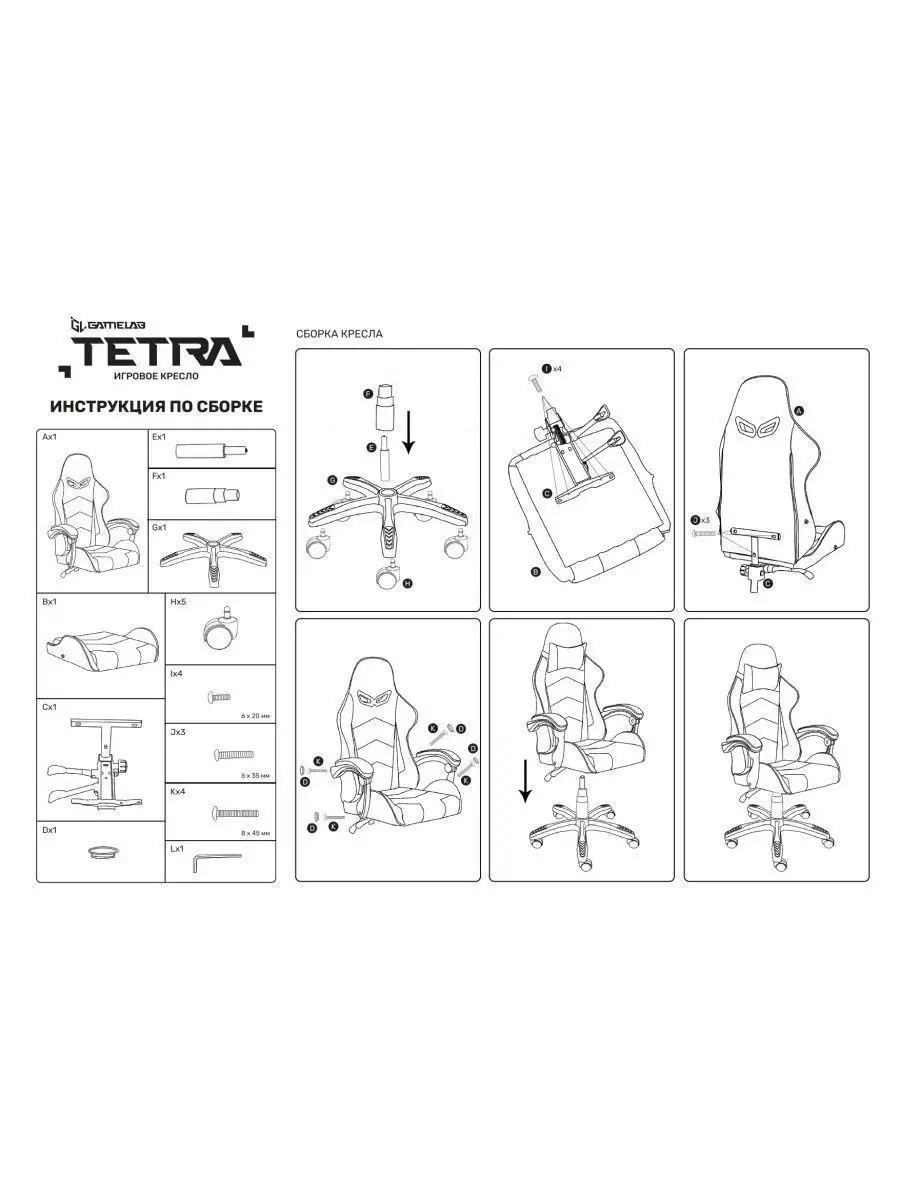 GL GAMELAB
TETRA
ИГРОВОЕ КРЕСЛО
ИНСТРУКЦИЯ ПО СБОРКЕ
Ax1
Ex1
Fx1
Gx1
Bx1
Hx5
Ix4
6 x 20 мм
Cx1
Jx3
6 x 35 мм
Kx4
8 x 45 мм
Dx1
Lx1
СБОРКА КРЕСЛА
F
E
G
H
I x4
C
B
A
J x3
C
K D
D
K
K
D
D K